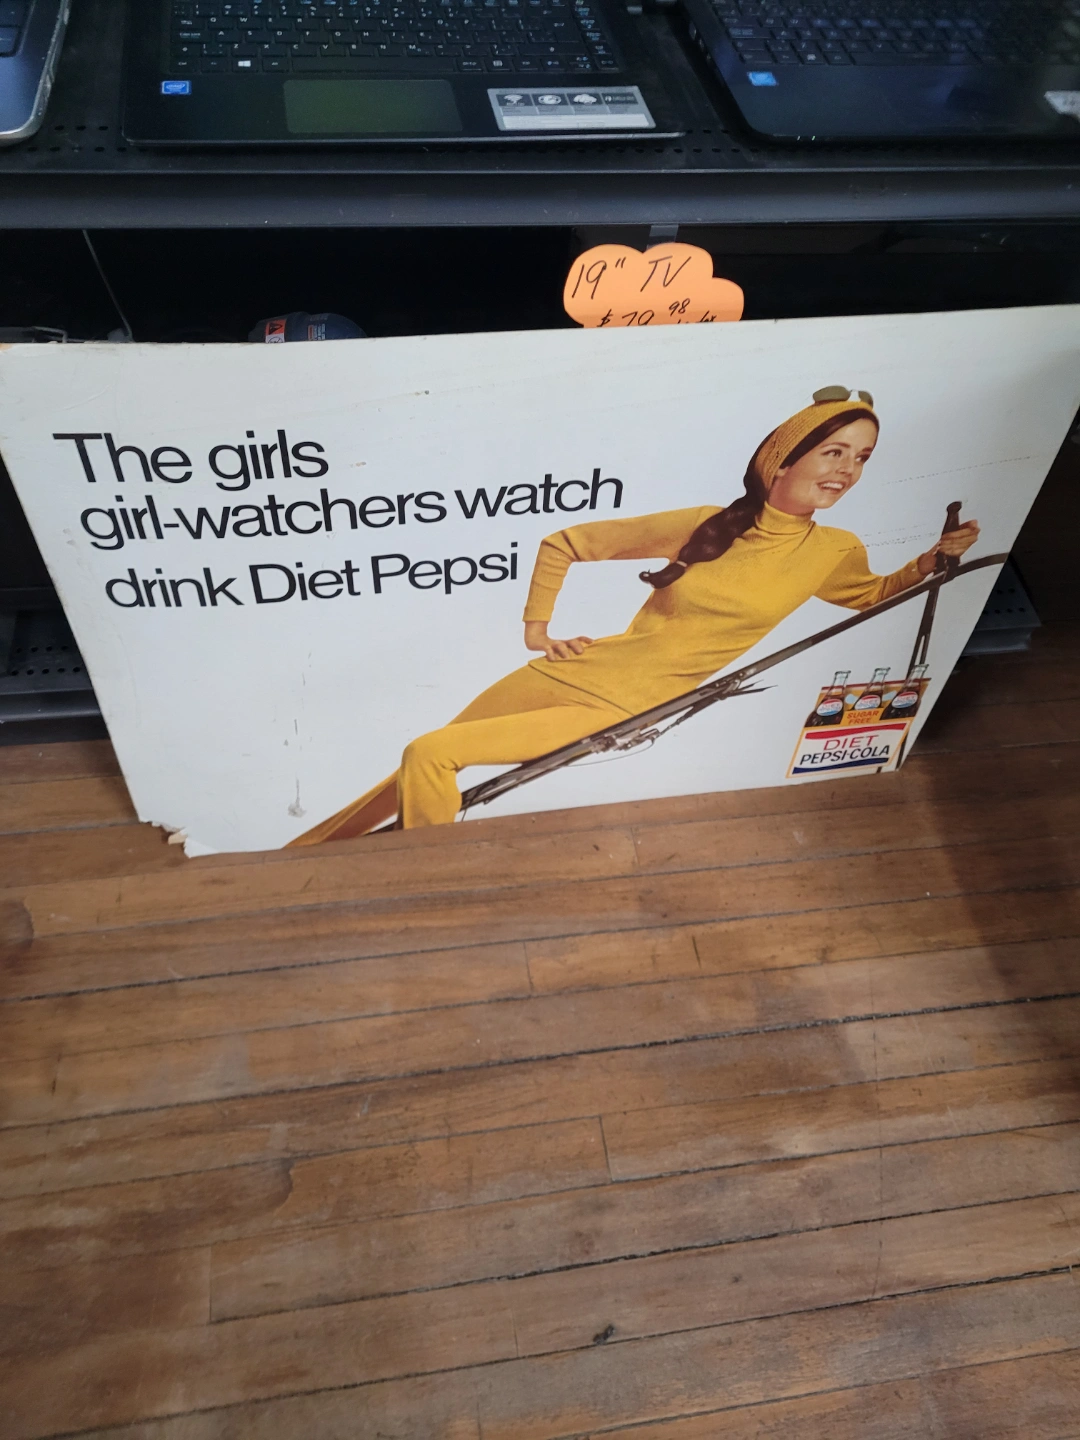 19" TV
The girls
girl-watchers watch
drink Diet Pepsi
SUGAR
FREE
DIET
PEPSI-COLA